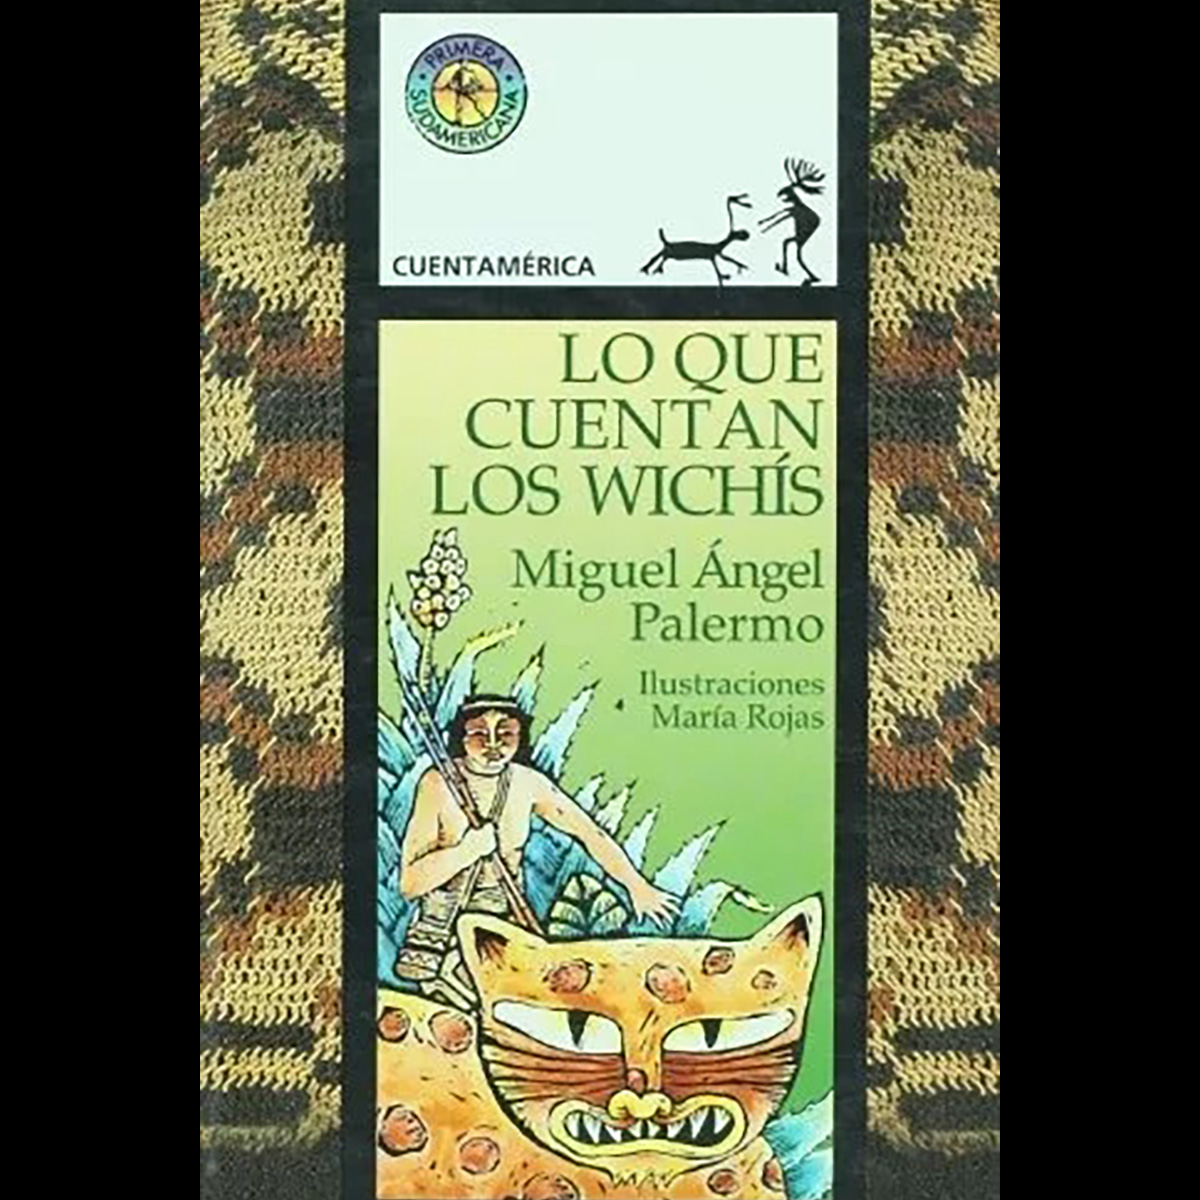 PRIMERA
SUDAMERICANA
CUENTAMÉRICA
LO QUE
CUENTAN
LOS WICHÍS
Miguel Ángel
Palermo
Ilustraciones
María Rojas